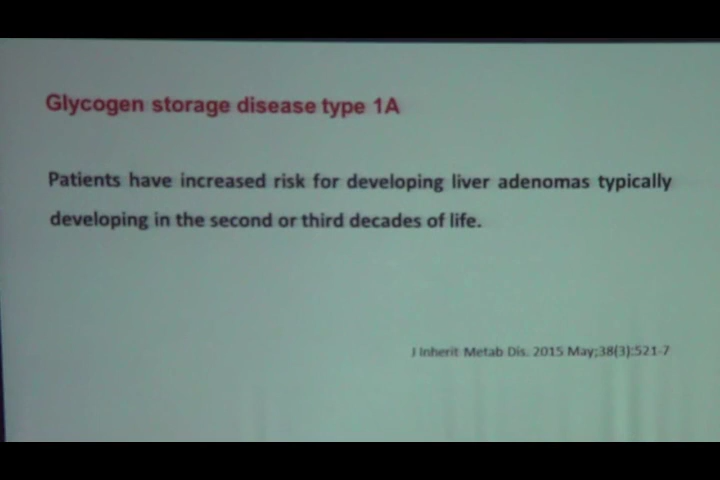 Glycogen storage disease type 1A
Patients have increased risk for developing liver adenomas typically
developing in the second or third decades of life.
J Inherit Metab Dis. 2015 May;38(3):521-7